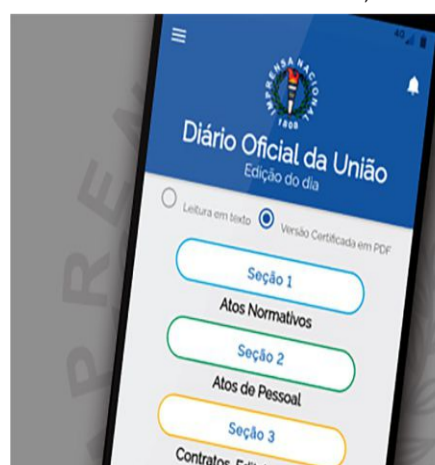 4G
IMPRENSA NACIONAL
1808
Diário Oficial da União
Edição do dia
Leitura em texto Versão Certificada em PDF
Seção 1
Atos Normativos
Seção 2
Atos de Pessoal
Seção 3
Contratos,